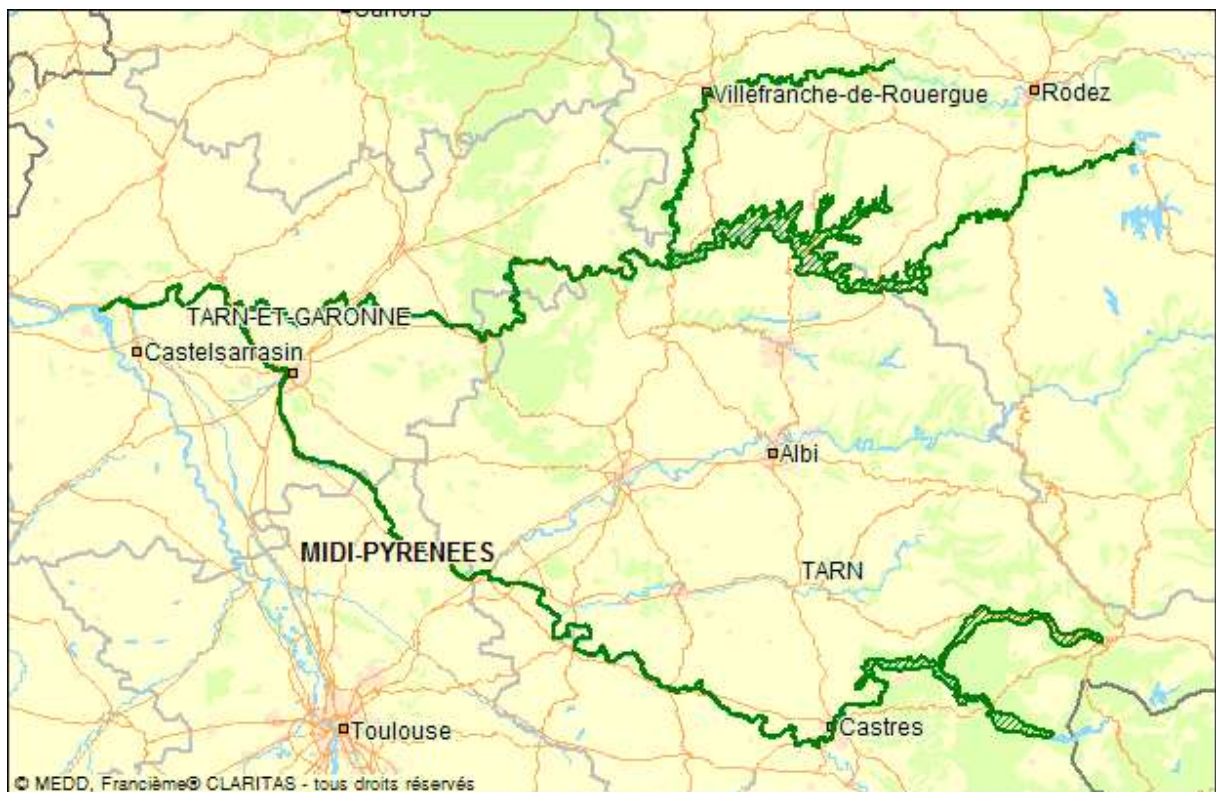 Villefranche-de-Rouergue
Rodez
TARN-ET-GARONNE
Castelsarrasin
Albi
MIDI-PYRENEES
TARN
Toulouse
Castres
© MEDD, Francième® CLARITAS - tous droits réservés